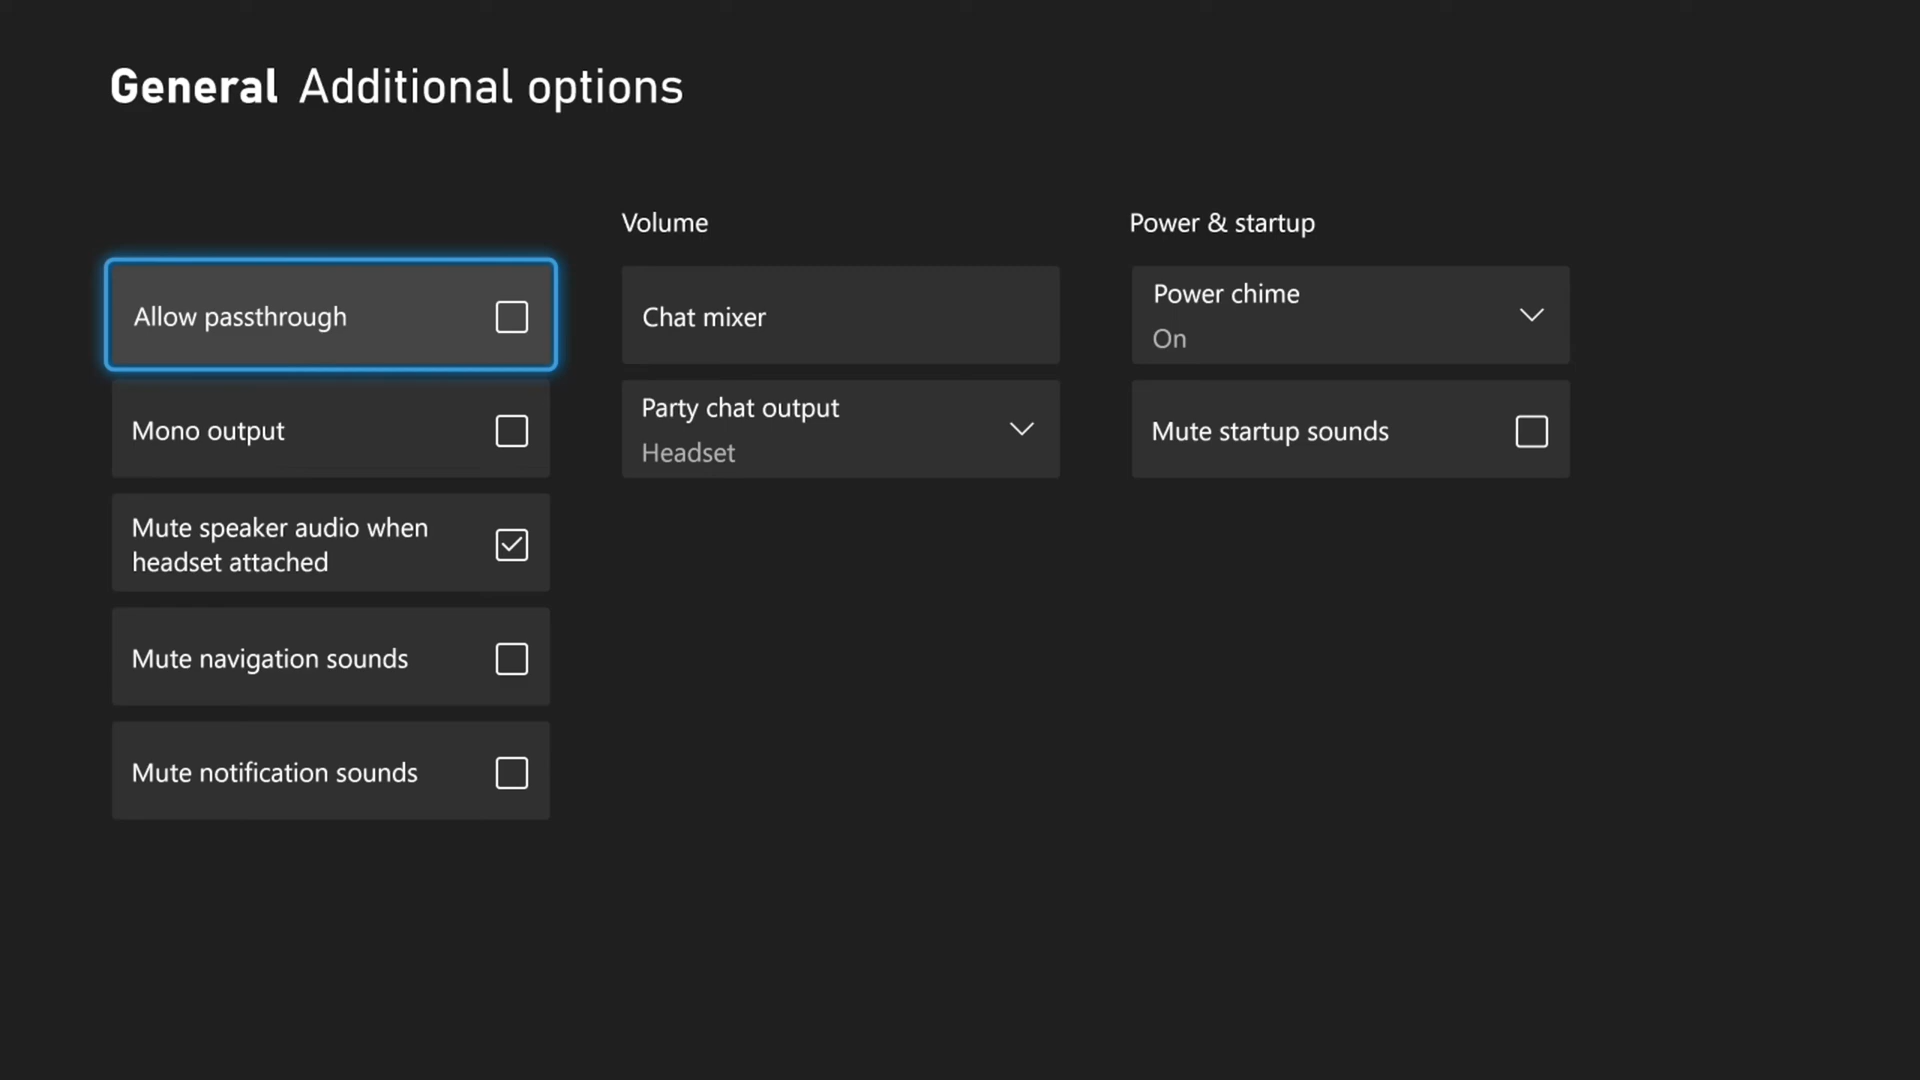 General Additional options
Allow passthrough
Mono output
Mute speaker audio when
headset attached
Mute navigation sounds
Mute notification sounds
Volume
Chat mixer
Party chat output
Headset
Power & startup
Power chime
On
Mute startup sounds